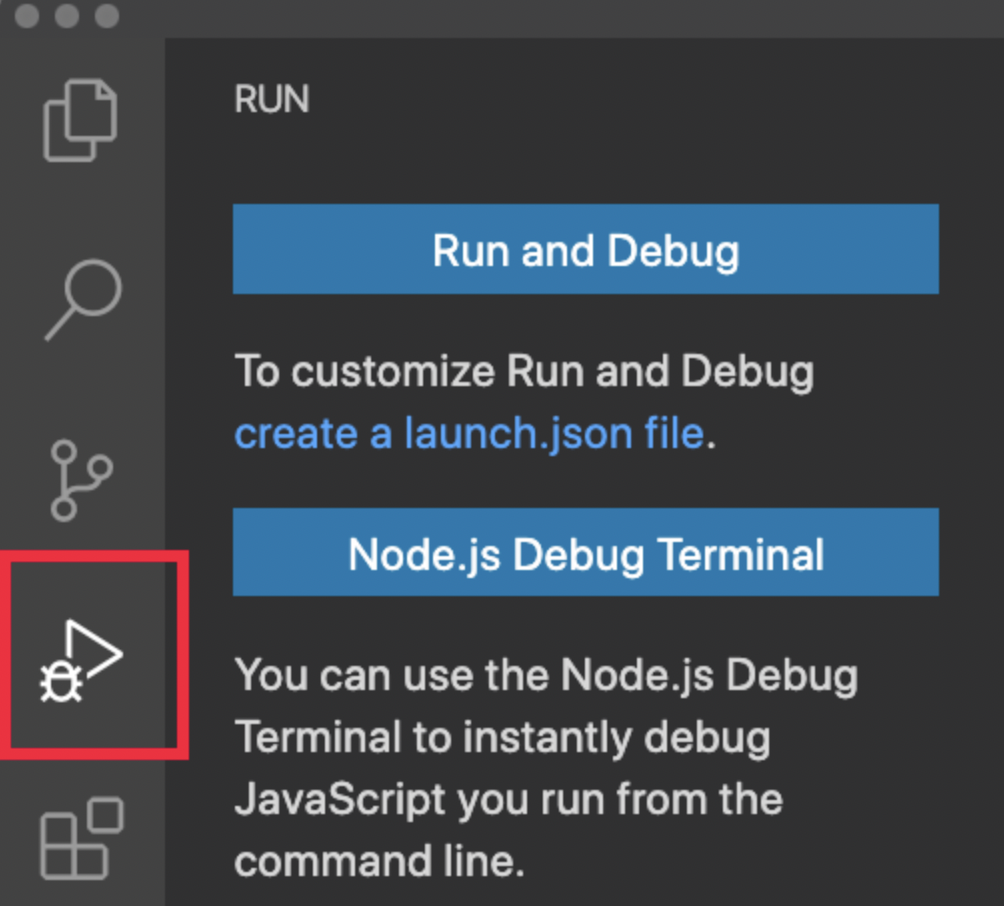 RUN
Run and Debug
To customize Run and Debug
create a launch.json file.
Node.js Debug Terminal
You can use the Node.js Debug
Terminal to instantly debug
JavaScript you run from the
command line.